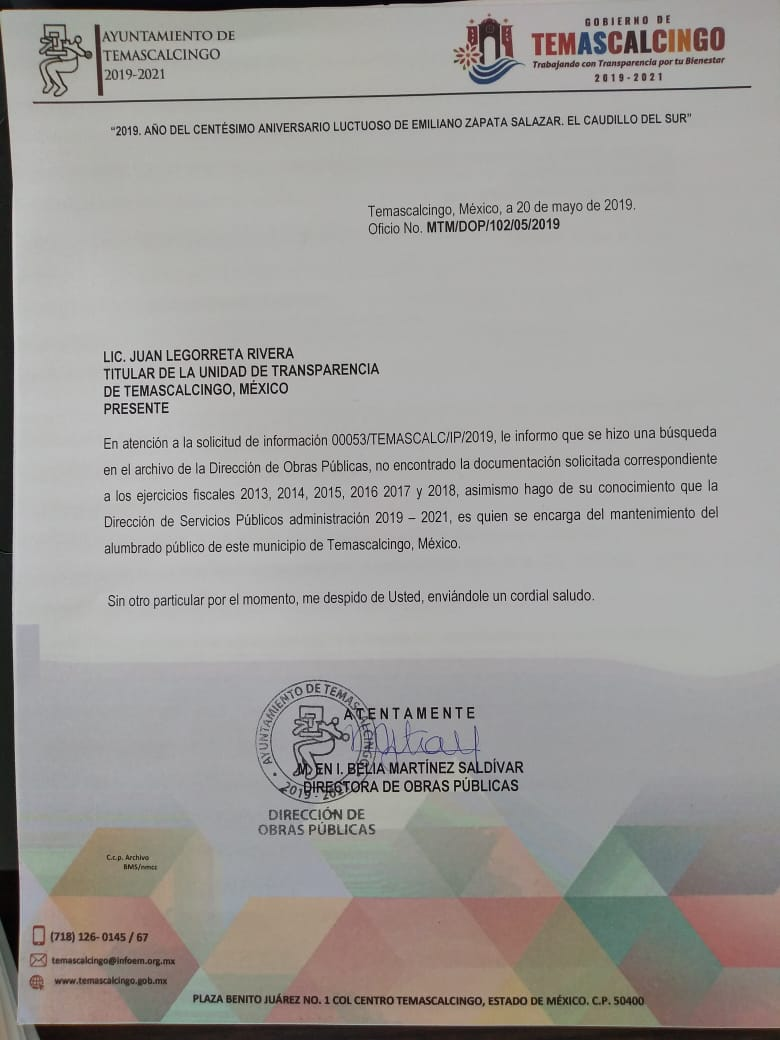 AYUNTAMIENTO DE
TEMASCALCINGO
2019-2021
GOBIERNO DE
TEMASCALCINGO
Trabajando con Transparencia por tu Bienestar
2019-2021
"2019. AÑO DEL CENTÉSIMO ANIVERSARIO LUCTUOSO DE EMILIANO ZAPATA SALAZAR. EL CAUDILLO DEL SUR"
Temascalcingo, México, a 20 de mayo de 2019.
Oficio No. MTM/DOP/102/05/2019
LIC. JUAN LEGORRETA RIVERA
TITULAR DE LA UNIDAD DE TRANSPARENCIA
DE TEMASCALCINGO, MÉXICO
PRESENTE
En atención a la solicitud de información 00053/TEMASCALC/IP/2019, le informo que se hizo una búsqueda
en el archivo de la Dirección de Obras Públicas, no encontrado la documentación solicitada correspondiente
a los ejercicios fiscales 2013, 2014, 2015, 2016 2017 y 2018, asimismo hago de su conocimiento que la
Dirección de Servicios Públicos administración 2019 – 2021, es quien se encarga del mantenimiento del
alumbrado público de este municipio de Temascalcingo, México.
Sin otro particular por el momento, me despido de Usted, enviándole un cordial saludo.
AYUNTAMIENTO DE TEMASCALCINGO
2019-2021
ATENTAMENTE
M. EN I. BELIA MARTÍNEZ SALDÍVAR
DIRECTORA DE OBRAS PÚBLICAS
DIRECCIÓN DE
OBRAS PÚBLICAS
C.c.p. Archivo
BMS/nmcc
(718) 126- 0145 / 67
temascalcingo@infoem.org.mx
www.temascalcingo.gob.mx
PLAZA BENITO JUÁREZ NO. 1 COL CENTRO TEMASCALCINGO, ESTADO DE MÉXICO. C.P. 50400